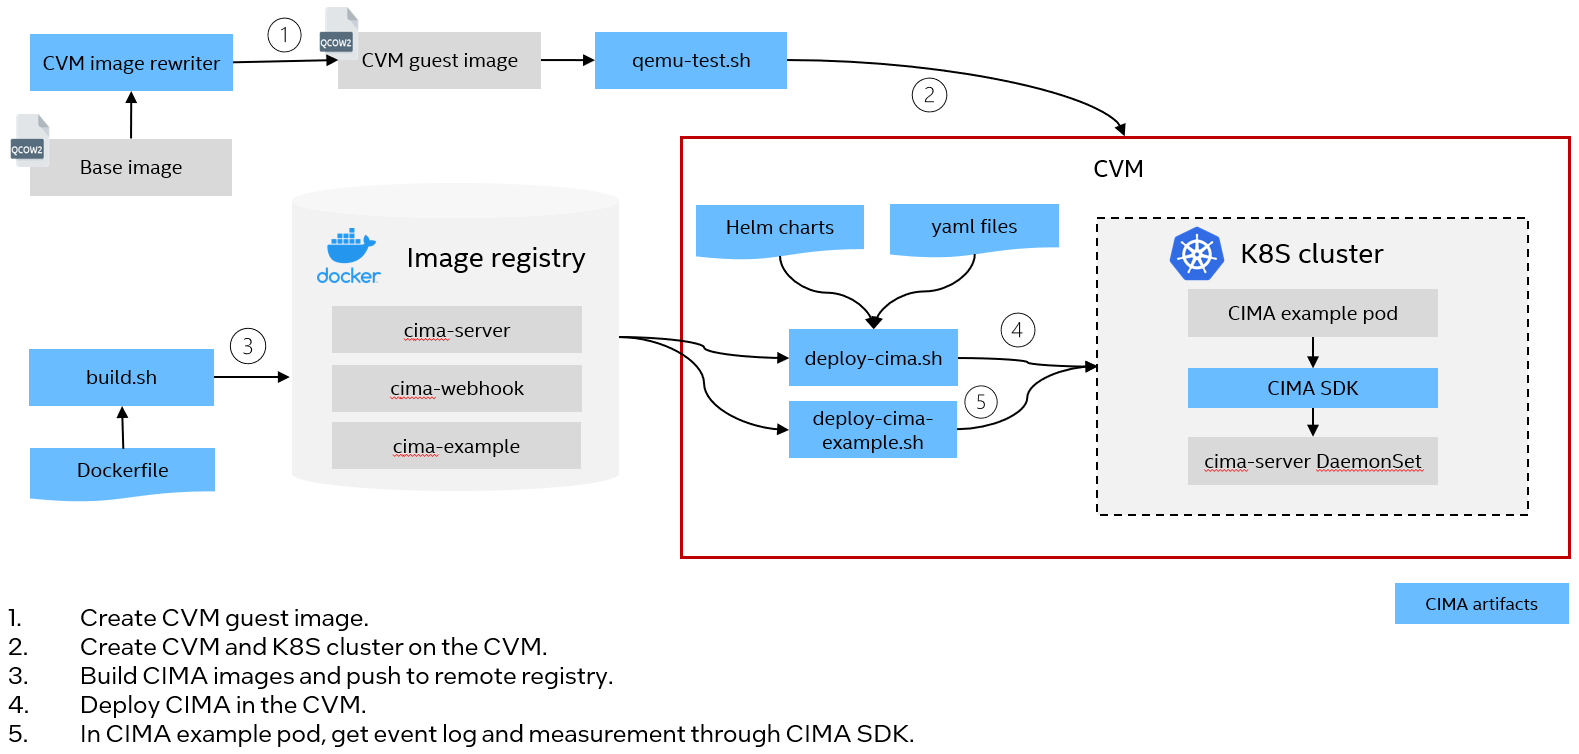 1
QCOW2
CVM image rewriter
CVM guest image
qemu-test.sh
2
QCOW2
Base image
CVM
docker
Image registry
cima-server
cima-webhook
cima-example
3
build.sh
Dockerfile
Helm charts
yaml files
deploy-cima.sh
4
deploy-cima-
example.sh
5
K8S cluster
CIMA example pod
CIMA SDK
cima-server DaemonSet
CIMA artifacts
1. Create CVM guest image.
2. Create CVM and K8S cluster on the CVM.
3. Build CIMA images and push to remote registry.
4. Deploy CIMA in the CVM.
5. In CIMA example pod, get event log and measurement through CIMA SDK.